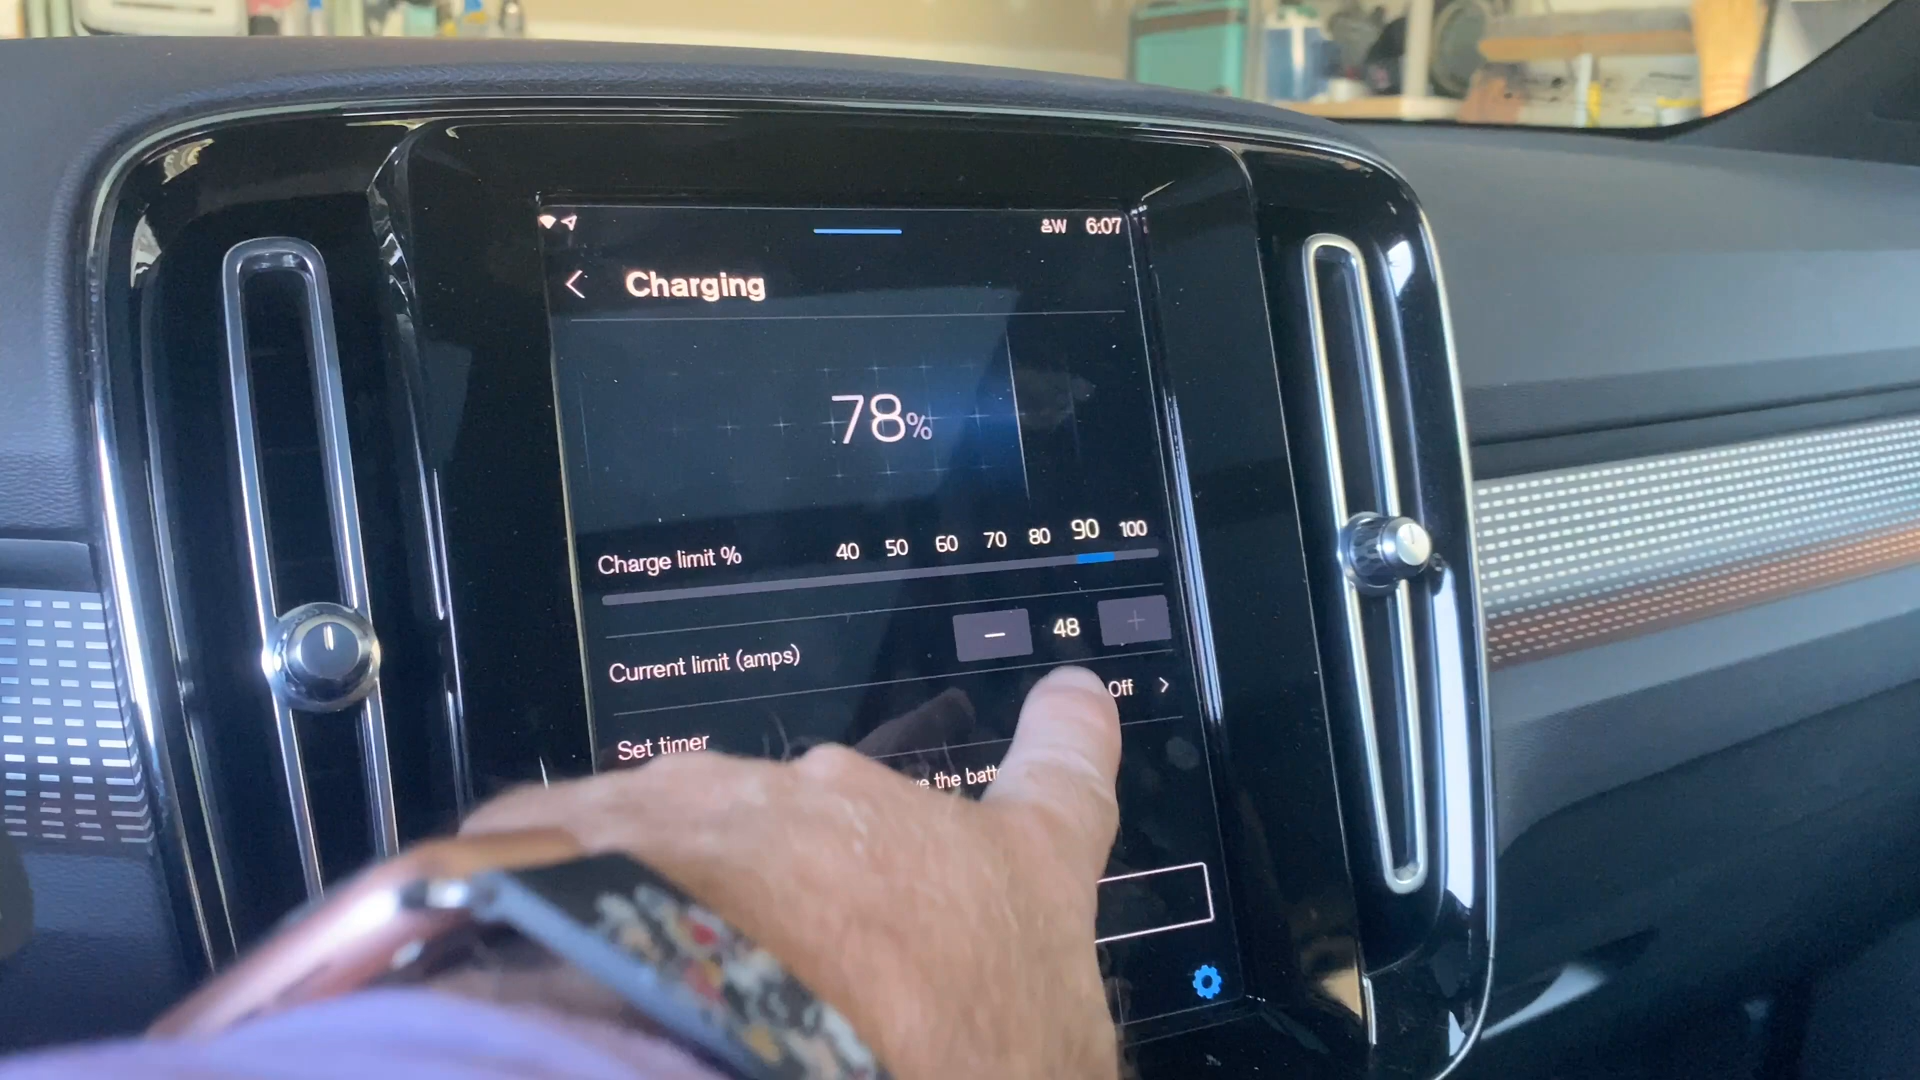 W 6:07
Charging
78%
Charge limit % 40 50 60 70 80 90 100
Current limit (amps) − 48 +
Set timer Off
the